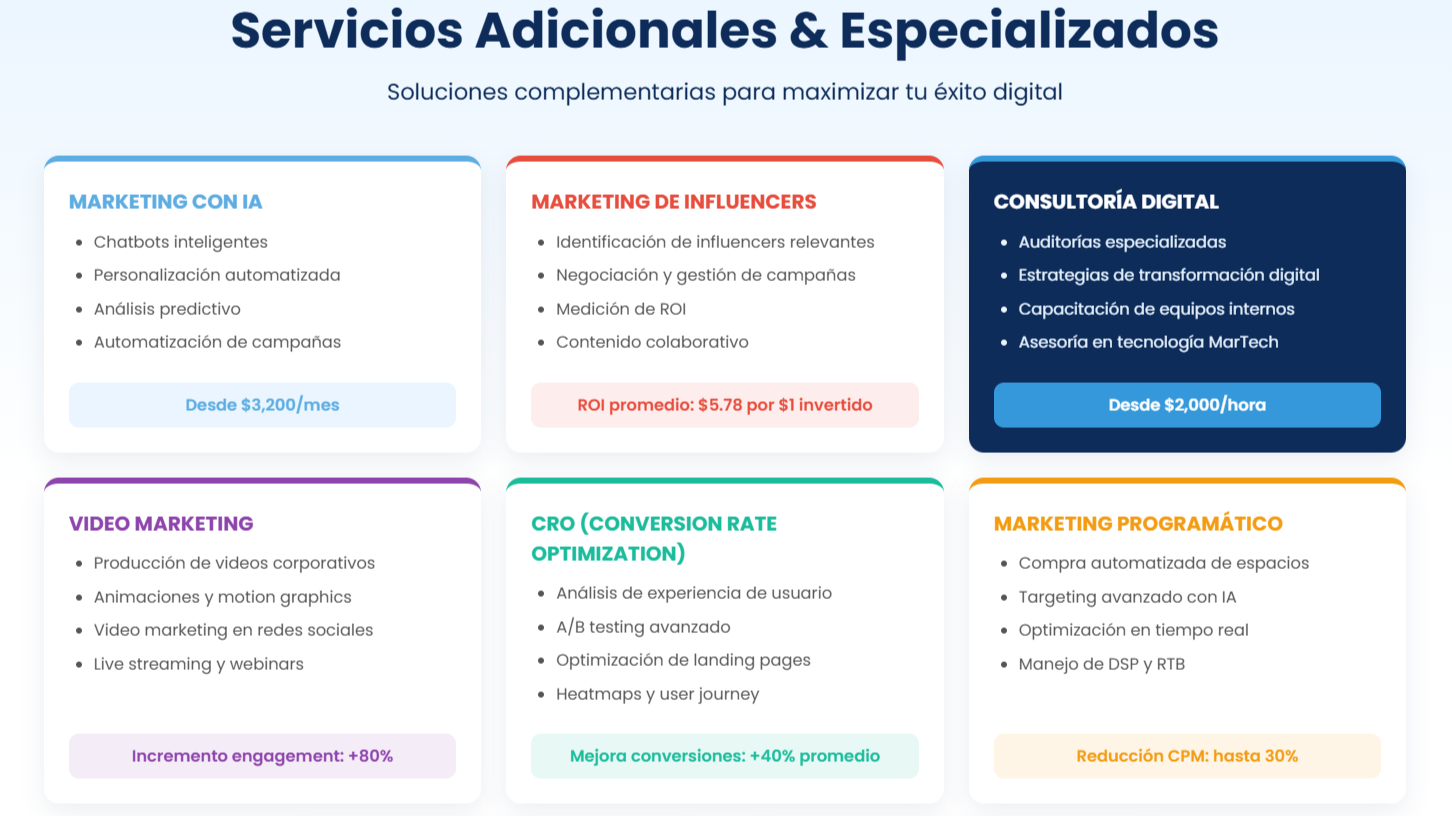 Servicios Adicionales & Especializados
Soluciones complementarias para maximizar tu éxito digital
MARKETING CON IA
Chatbots inteligentes
Personalización automatizada
Análisis predictivo
Automatización de campañas
Desde $3,200/mes
MARKETING DE INFLUENCERS
Identificación de influencers relevantes
Negociación y gestión de campañas
Medición de ROI
Contenido colaborativo
ROI promedio: $5.78 por $1 invertido
CONSULTORÍA DIGITAL
Auditorías especializadas
Estrategias de transformación digital
Capacitación de equipos internos
Asesoría en tecnología MarTech
Desde $2,000/hora
VIDEO MARKETING
Producción de videos corporativos
Animaciones y motion graphics
Video marketing en redes sociales
Live streaming y webinars
Incremento engagement: +80%
CRO (CONVERSION RATE
OPTIMIZATION)
Análisis de experiencia de usuario
A/B testing avanzado
Optimización de landing pages
Heatmaps y user journey
Mejora conversiones: +40% promedio
MARKETING PROGRAMÁTICO
Compra automatizada de espacios
Targeting avanzado con IA
Optimización en tiempo real
Manejo de DSP y RTB
Reducción CPM: hasta 30%